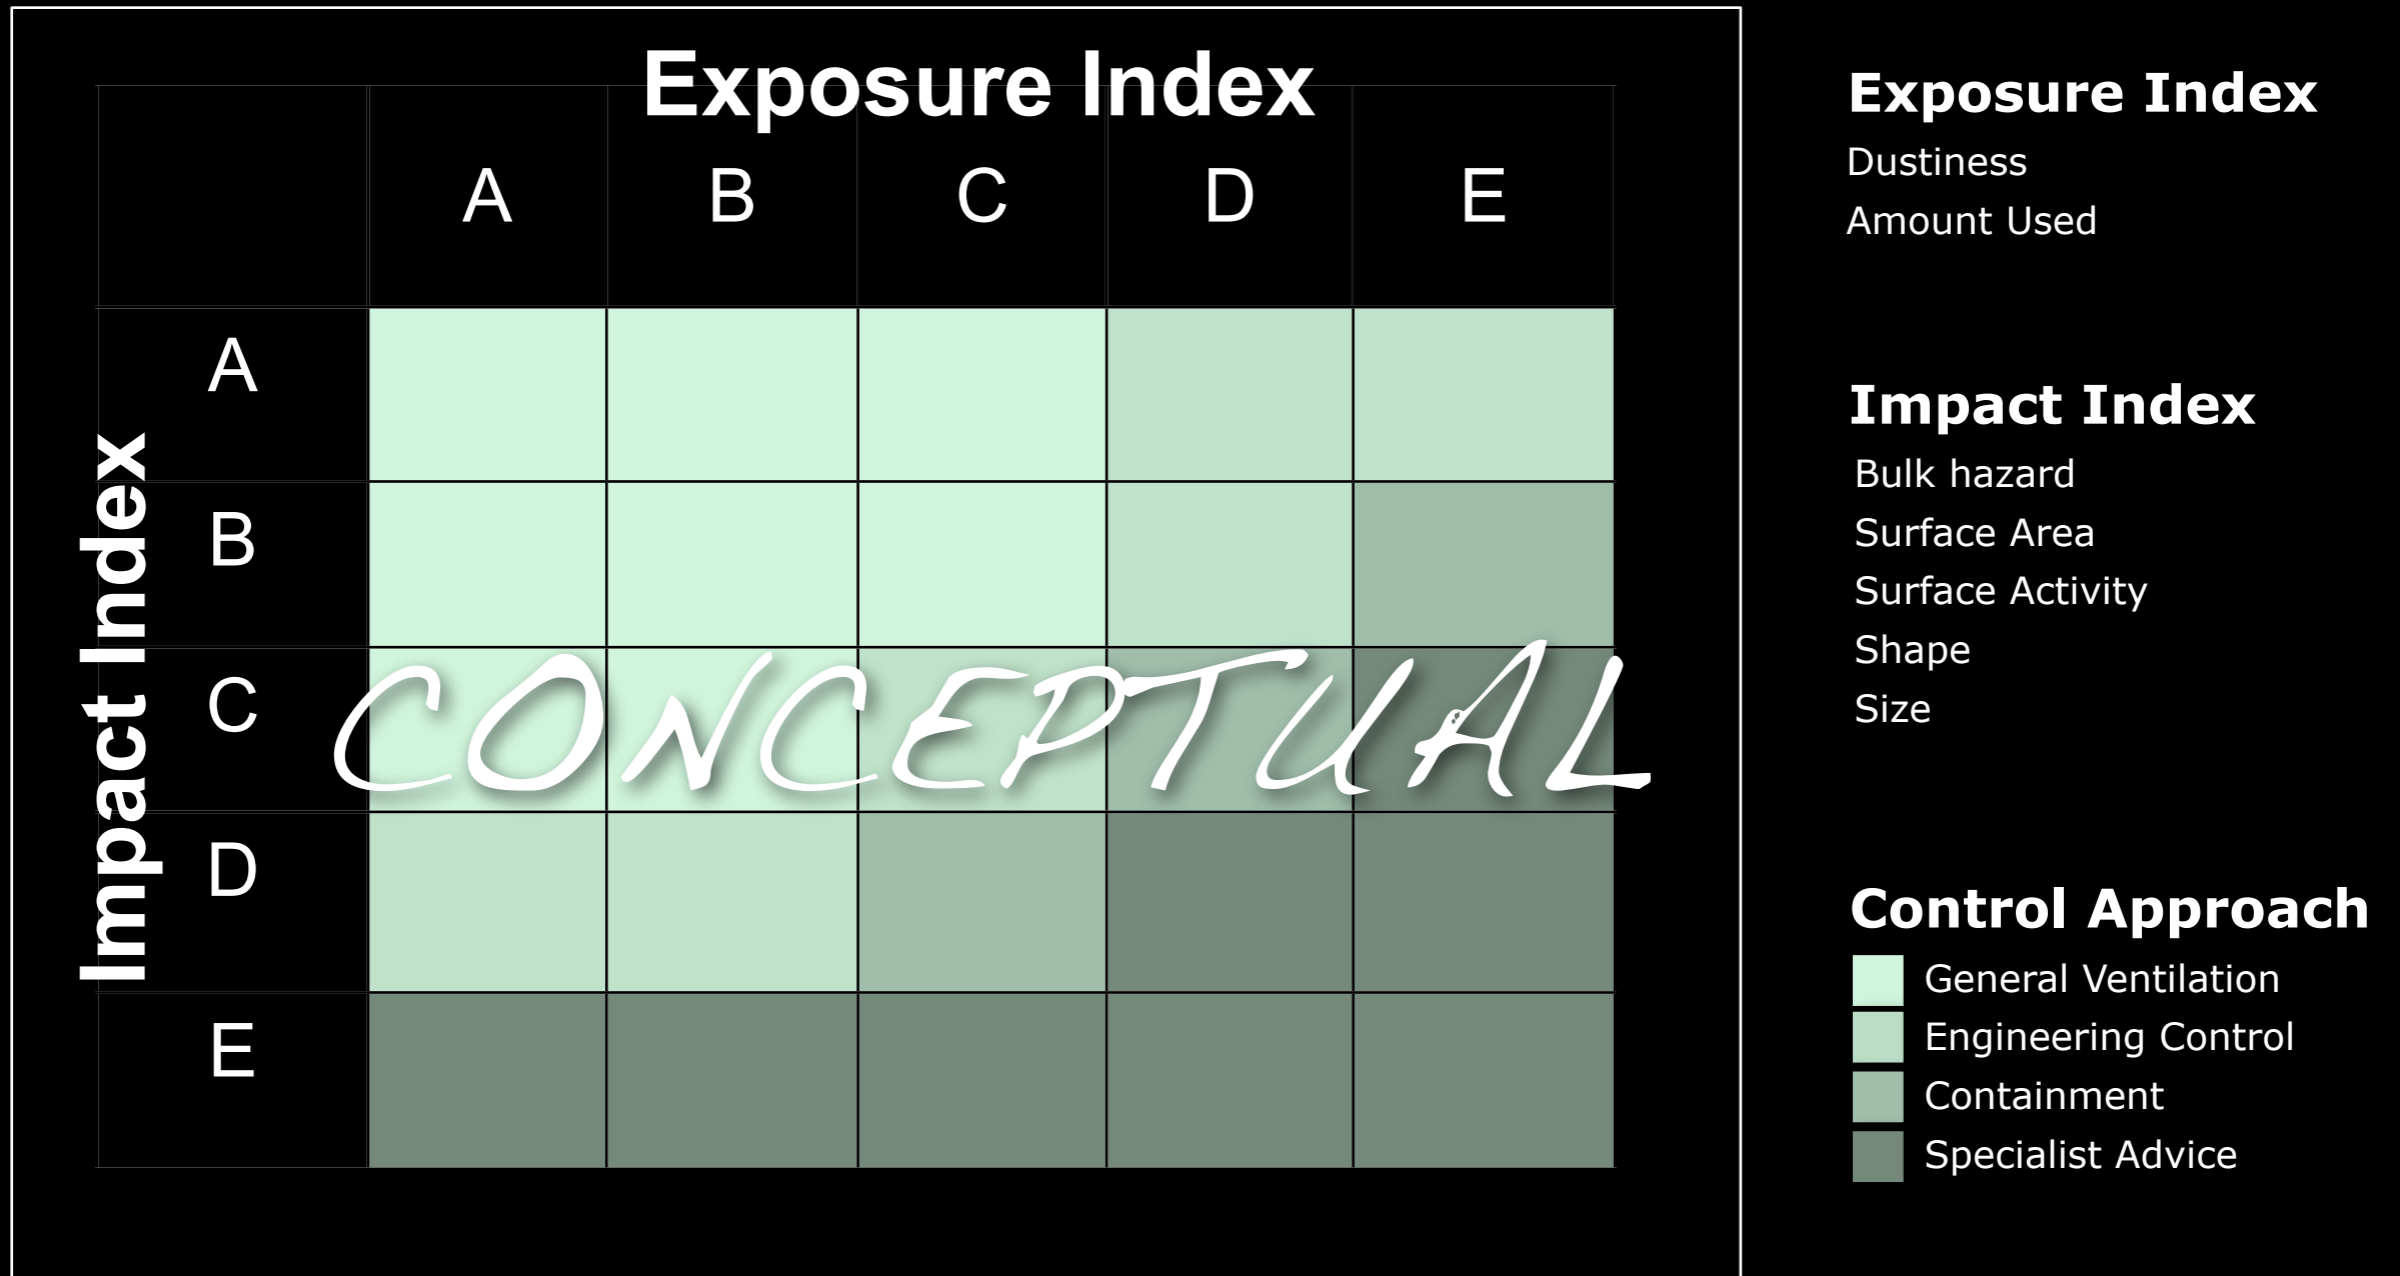 Exposure Index
A B C D E
Impact Index
A
B
C
D
E
CONCEPTUAL
Exposure Index
Dustiness
Amount Used
Impact Index
Bulk hazard
Surface Area
Surface Activity
Shape
Size
Control Approach
General Ventilation
Engineering Control
Containment
Specialist Advice